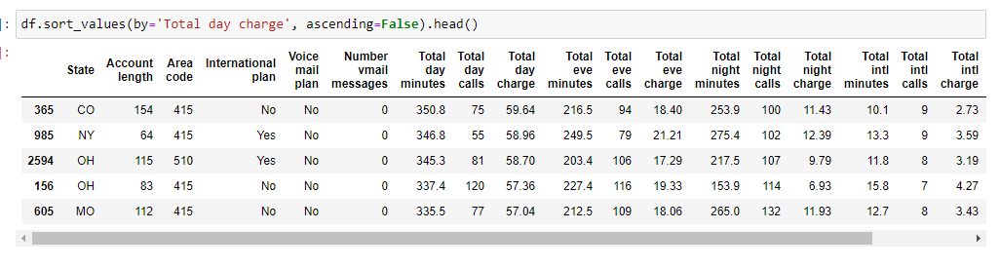 ]: df.sort_values(by='Total day charge', ascending=False).head()
]:
State Account length Area code International plan Voice mail plan Number vmail messages Total day minutes Total day calls Total day charge Total eve minutes Total eve calls Total eve charge Total night minutes Total night calls Total night charge Total intl minutes Total intl calls Total intl charge
365 CO 154 415 No No 0 350.8 75 59.64 216.5 94 18.40 253.9 100 11.43 10.1 9 2.73
985 NY 64 415 Yes No 0 346.8 55 58.96 249.5 79 21.21 275.4 102 12.39 13.3 9 3.59
2594 OH 115 510 Yes No 0 345.3 81 58.70 203.4 106 17.29 217.5 107 9.79 11.8 8 3.19
156 OH 83 415 No No 0 337.4 120 57.36 227.4 116 19.33 153.9 114 6.93 15.8 7 4.27
605 MO 112 415 No No 0 335.5 77 57.04 212.5 109 18.06 265.0 132 11.93 12.7 8 3.43